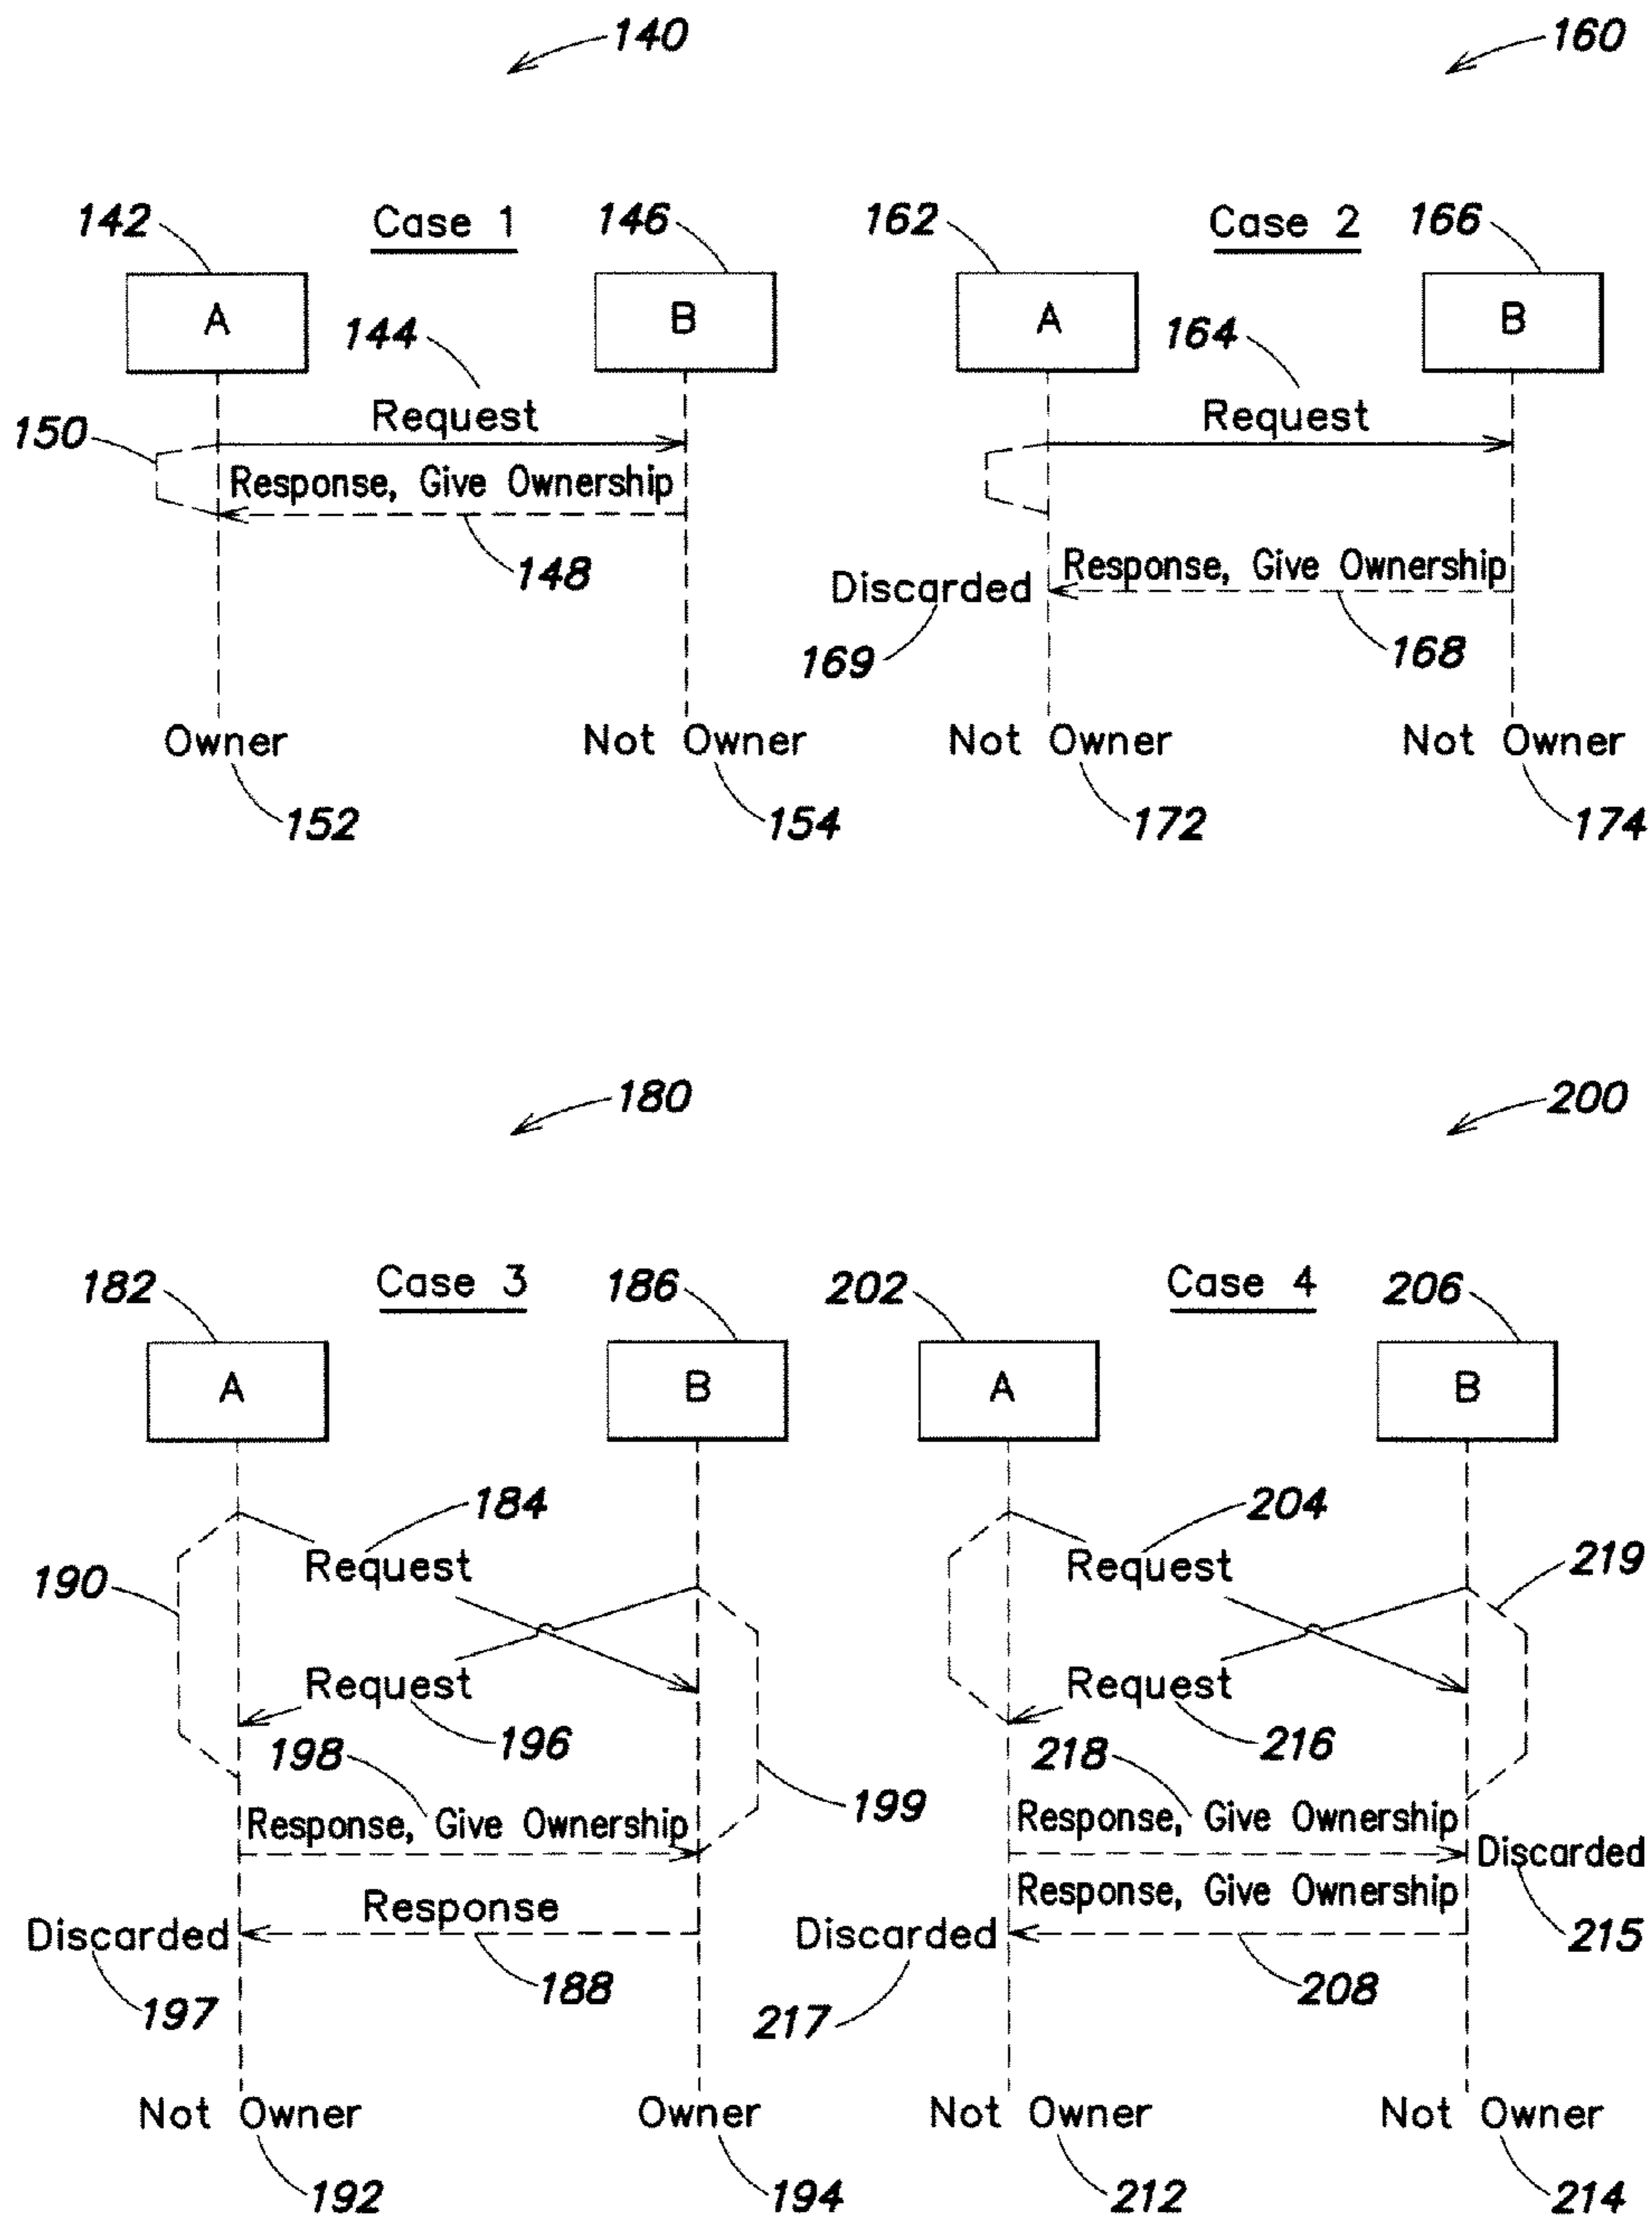 140 160
142 Case 1 146 162 Case 2 166
A B A B
144 164
150 Request Request
Response, Give Ownership
148 Response, Give Ownership
Discarded
169 168
Owner Not Owner Not Owner Not Owner
152 154 172 174
180 200
182 Case 3 186 202 Case 4 206
A B A B
184 204
Request Request 219
190
Request Request
198 196 218 216
199
Response, Give Ownership Response, Give Ownership
Discarded
Response Response, Give Ownership
Discarded Discarded 215
197 188 217 208
Not Owner Owner Not Owner Not Owner
192 194 212 214